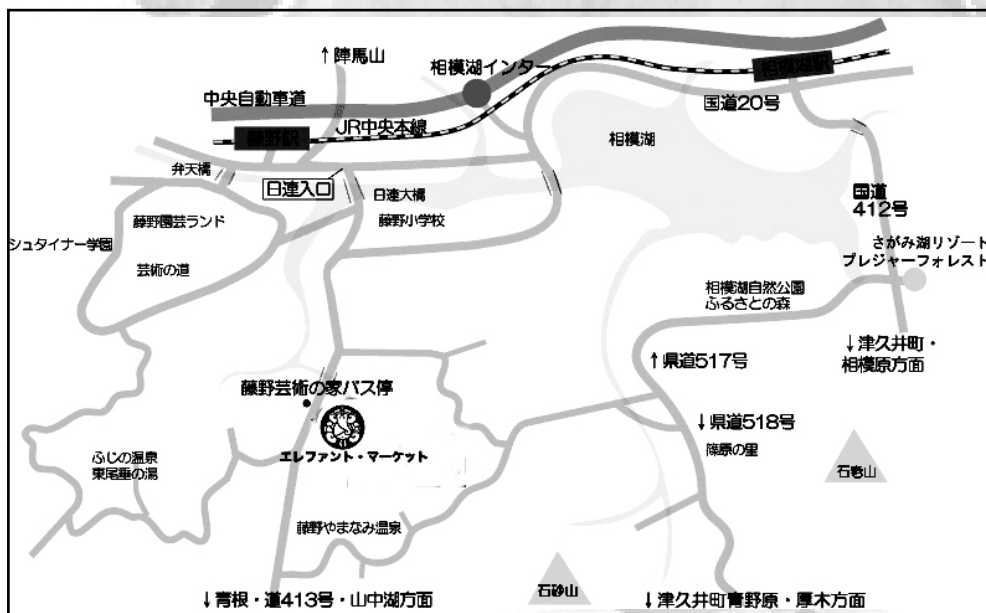 ↑陣馬山
相模湖インター
相模湖駅
中央自動車道
国道20号
藤野駅
JR中央本線
相模湖
弁天橋
日連入口
日連大橋
国道
412号
藤野園芸ランド
藤野小学校
シュタイナー学園
さがみ湖リゾート
プレジャーフォレスト
芸術の道
相模湖自然公園
ふるさとの森
↓津久井町・
相模原方面
↑県道517号
藤野芸術の家バス停
↓県道518号
篠原の里
エレファント・マーケット
ふじの温泉
東尾垂の湯
石老山
藤野やまなみ温泉
石砂山
↓青根・道413号・山中湖方面
↓津久井町青野原・厚木方面